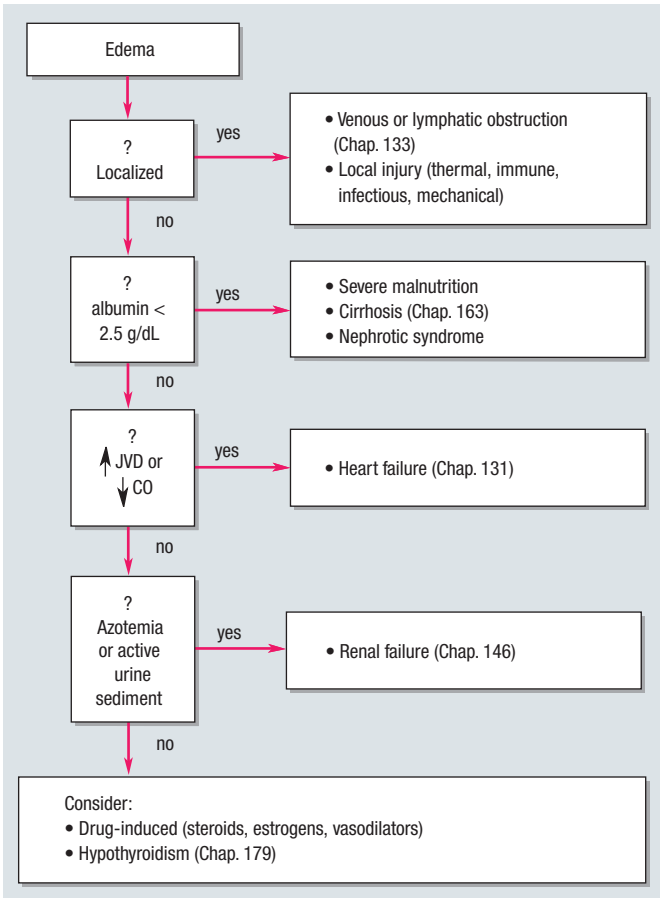 Edema
?
Localized
yes
• Venous or lymphatic obstruction
(Chap. 133)
• Local injury (thermal, immune,
infectious, mechanical)
no
?
albumin <
2.5 g/dL
yes
• Severe malnutrition
• Cirrhosis (Chap. 163)
• Nephrotic syndrome
no
?
↑ JVD or
↓ CO
yes
• Heart failure (Chap. 131)
no
?
Azotemia
or active
urine
sediment
yes
• Renal failure (Chap. 146)
no
Consider:
• Drug-induced (steroids, estrogens, vasodilators)
• Hypothyroidism (Chap. 179)